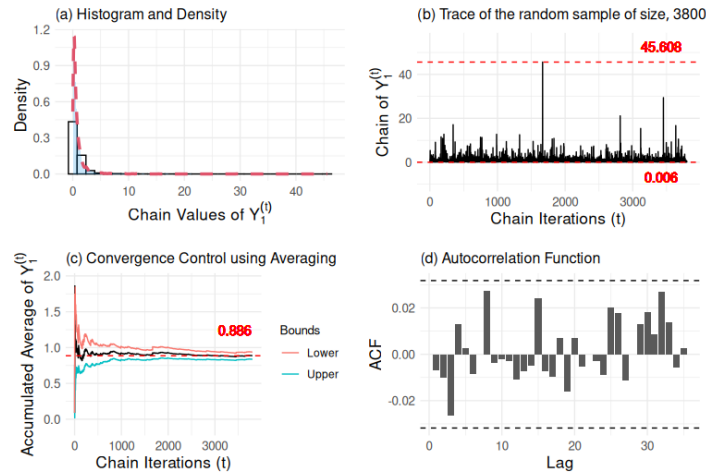 (a) Histogram and Density
Density
1.2
0.9
0.6
0.3
0.0
0
10
20
30
40
Chain Values of Y₁⁽ᵗ⁾
(b) Trace of the random sample of size, 3800
Chain of Y₁⁽ᵗ⁾
45.608
40
20
0
0.006
0
1000
2000
3000
Chain Iterations (t)
(c) Convergence Control using Averaging
Accumulated Average of Y₁⁽ᵗ⁾
2.0
1.5
1.0
0.5
0.0
0.886
0
1000
2000
3000
Chain Iterations (t)
Bounds
Lower
Upper
(d) Autocorrelation Function
ACF
0.02
0.00
-0.02
0
10
20
30
Lag